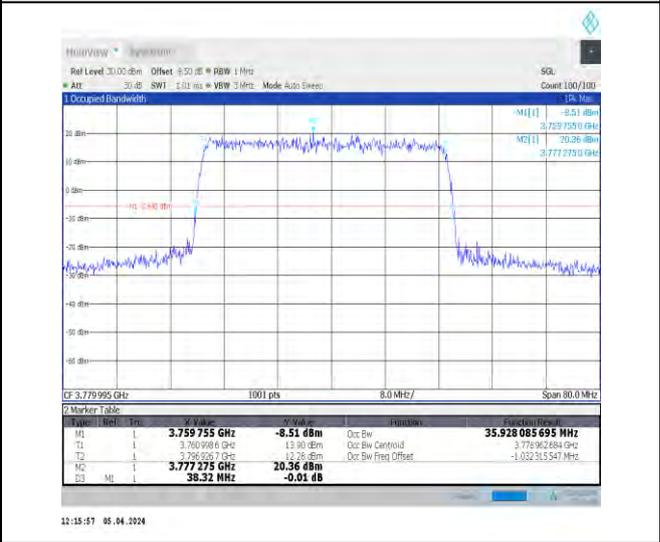 MultiView Spectrum
Ref Level 30.00 dBm Offset 8.50 dB RBW 1 MHz SGL
Att 30 dB SWT 1.01 ms VBW 3 MHz Mode Auto Sweep Count 100/100
1 Occupied Bandwidth 1Pk Max
M1[1] -8.51 dBm
3.7597550 GHz
M2[1] 20.36 dBm
3.7772750 GHz
20 dBm
10 dBm
0 dBm
-10 dBm
-20 dBm
-30 dBm
-40 dBm
-50 dBm
-60 dBm
CF 3.779995 GHz 1001 pts 8.0 MHz/ Span 80.0 MHz
2 Marker Table
Type Ref Trc X-Value Y-Value Function Function Result
M1 1 3.759 755 GHz -8.51 dBm Occ Bw 35.928 085 695 MHz
T1 1 3.7609986 GHz 13.90 dBm Occ Bw Centroid 3.778962684 GHz
T2 1 3.7969267 GHz 12.26 dBm Occ Bw Freq Offset -1.032315547 MHz
M2 1 3.777 275 GHz 20.36 dBm
D3 M1 1 38.32 MHz -0.01 dB
12:15:57 05.04.2024